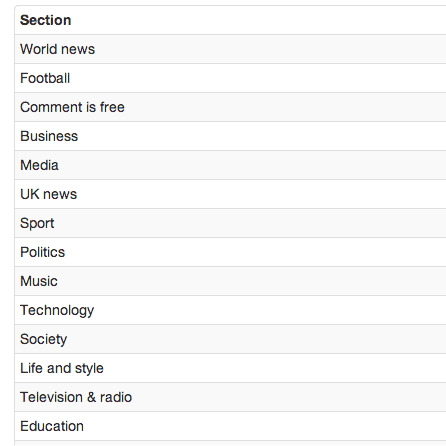 Section
World news
Football
Comment is free
Business
Media
UK news
Sport
Politics
Music
Technology
Society
Life and style
Television & radio
Education